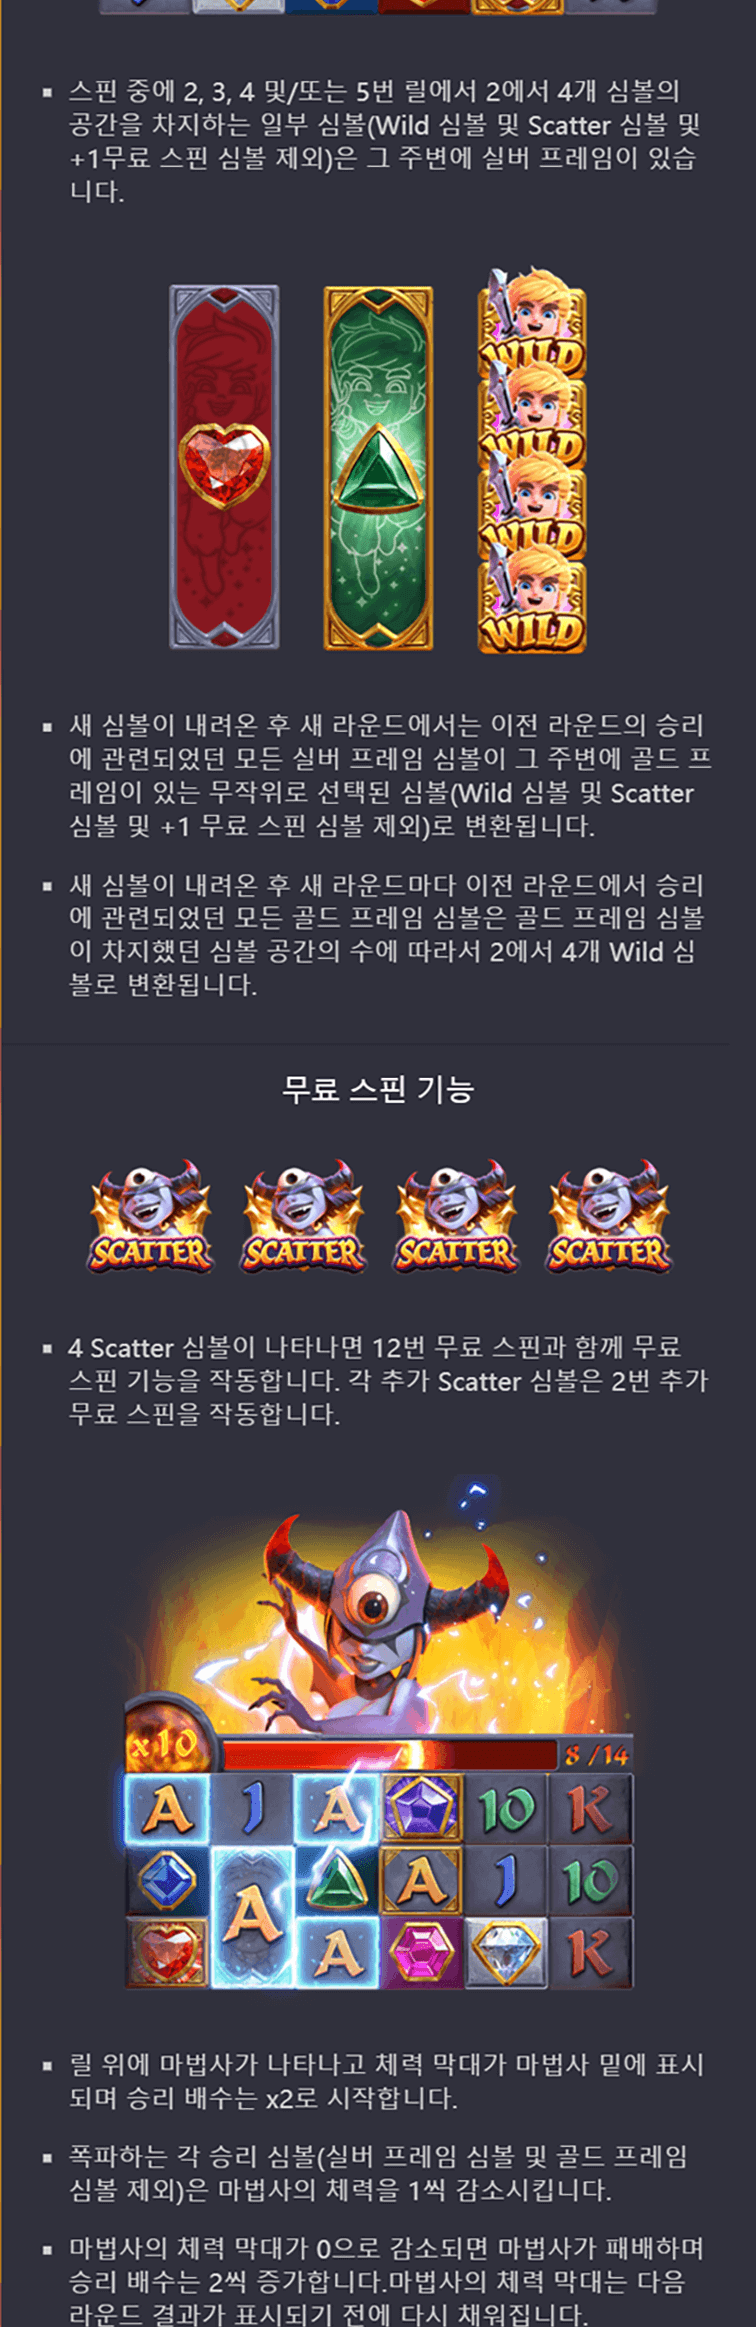 스핀 중에 2, 3, 4 및/또는 5번 릴에서 2에서 4개 심볼의
공간을 차지하는 일부 심볼(Wild 심볼 및 Scatter 심볼 및
+1무료 스핀 심볼 제외)은 그 주변에 실버 프레임이 있습
니다.
WILD
WILD
WILD
WILD
새 심볼이 내려온 후 새 라운드에서는 이전 라운드의 승리
에 관련되었던 모든 실버 프레임 심볼이 그 주변에 골드 프
레임이 있는 무작위로 선택된 심볼(Wild 심볼 및 Scatter
심볼 및 +1 무료 스핀 심볼 제외)로 변환됩니다.
새 심볼이 내려온 후 새 라운드마다 이전 라운드에서 승리
에 관련되었던 모든 골드 프레임 심볼은 골드 프레임 심볼
이 차지했던 심볼 공간의 수에 따라서 2에서 4개 Wild 심
볼로 변환됩니다.
무료 스핀 기능
SCATTER SCATTER SCATTER SCATTER
4 Scatter 심볼이 나타나면 12번 무료 스핀과 함께 무료
스핀 기능을 작동합니다. 각 추가 Scatter 심볼은 2번 추가
무료 스핀을 작동합니다.
x10 8/14
A J A 10 K
A A J 10
A K
릴 위에 마법사가 나타나고 체력 막대가 마법사 밑에 표시
되며 승리 배수는 x2로 시작합니다.
폭파하는 각 승리 심볼(실버 프레임 심볼 및 골드 프레임
심볼 제외)은 마법사의 체력을 1씩 감소시킵니다.
마법사의 체력 막대가 0으로 감소되면 마법사가 패배하며
승리 배수는 2씩 증가합니다.마법사의 체력 막대는 다음
라운드 결과가 표시되기 전에 다시 채워집니다.